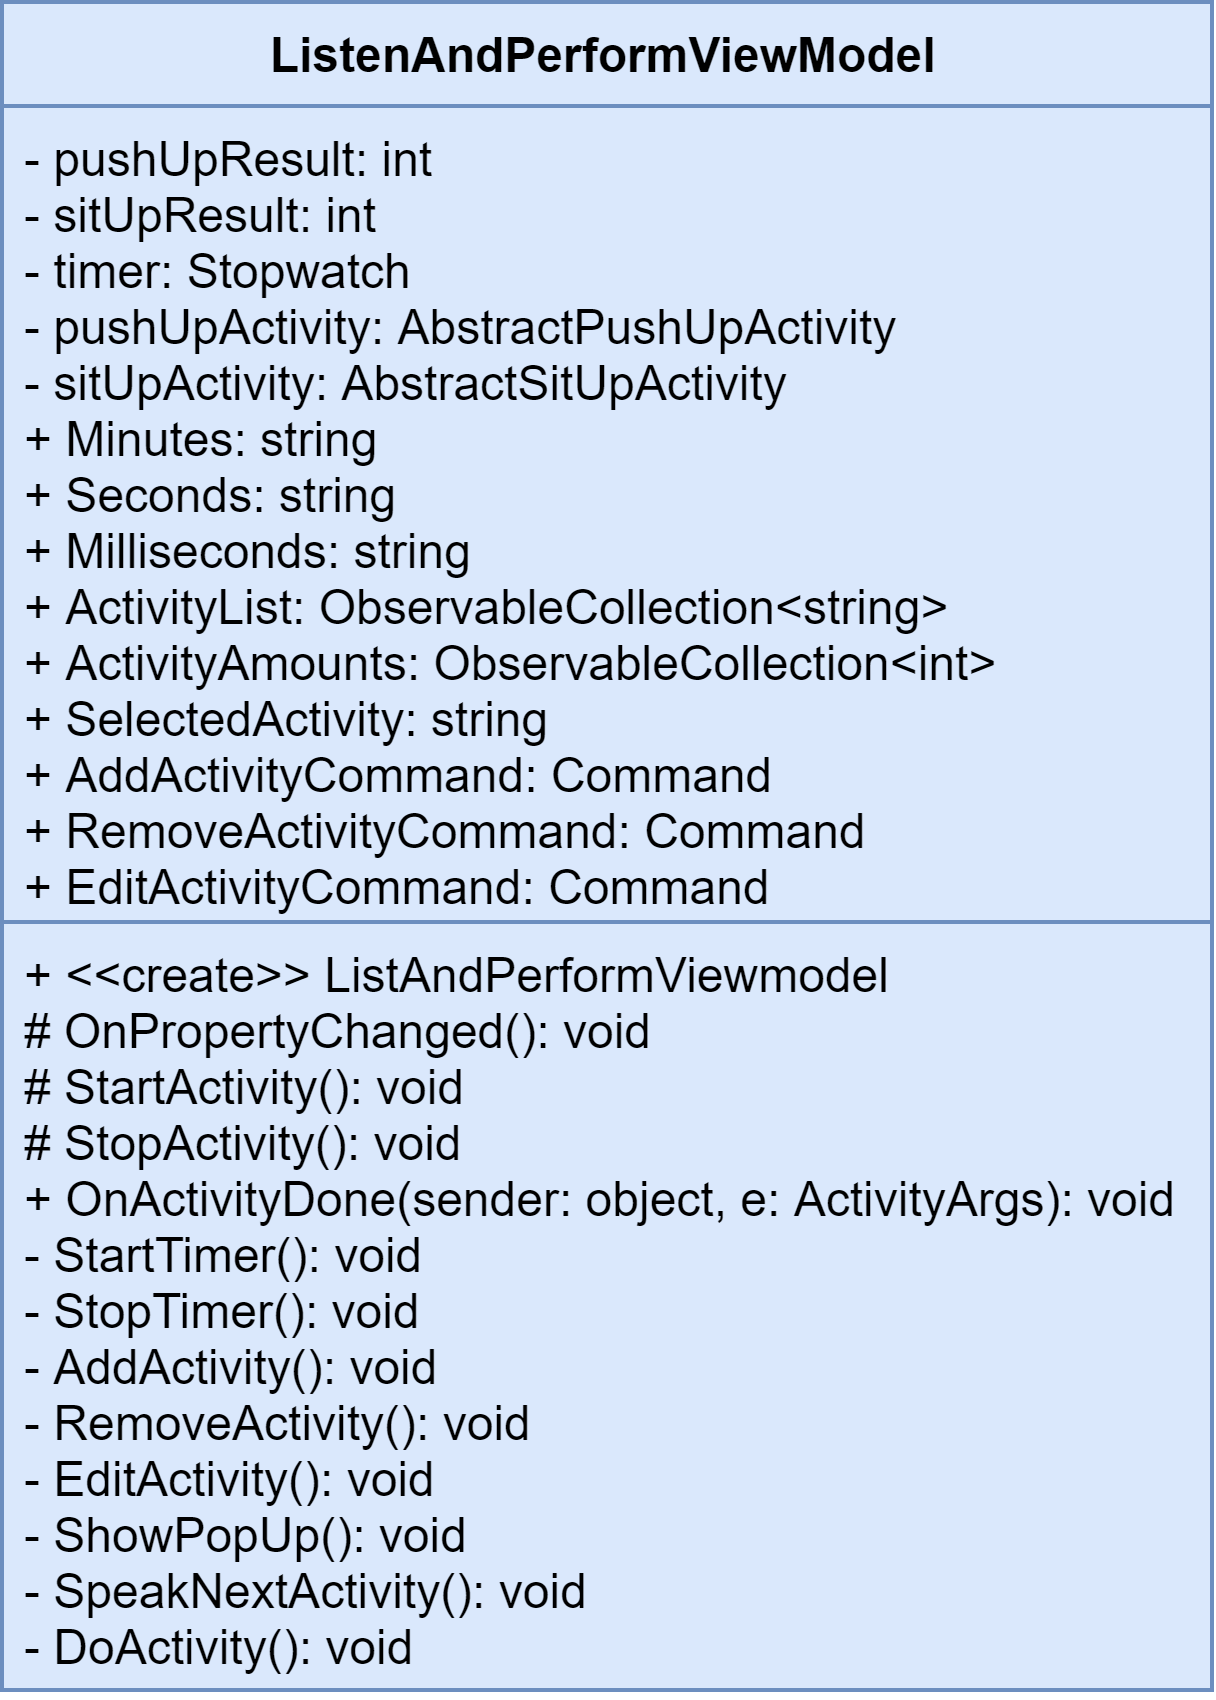 ListenAndPerformViewModel
- pushUpResult: int
- sitUpResult: int
- timer: Stopwatch
- pushUpActivity: AbstractPushUpActivity
- sitUpActivity: AbstractSitUpActivity
+ Minutes: string
+ Seconds: string
+ Milliseconds: string
+ ActivityList: ObservableCollection<string>
+ ActivityAmounts: ObservableCollection<int>
+ SelectedActivity: string
+ AddActivityCommand: Command
+ RemoveActivityCommand: Command
+ EditActivityCommand: Command
+ <<create>> ListAndPerformViewmodel
# OnPropertyChanged(): void
# StartActivity(): void
# StopActivity(): void
+ OnActivityDone(sender: object, e: ActivityArgs): void
- StartTimer(): void
- StopTimer(): void
- AddActivity(): void
- RemoveActivity(): void
- EditActivity(): void
- ShowPopUp(): void
- SpeakNextActivity(): void
- DoActivity(): void